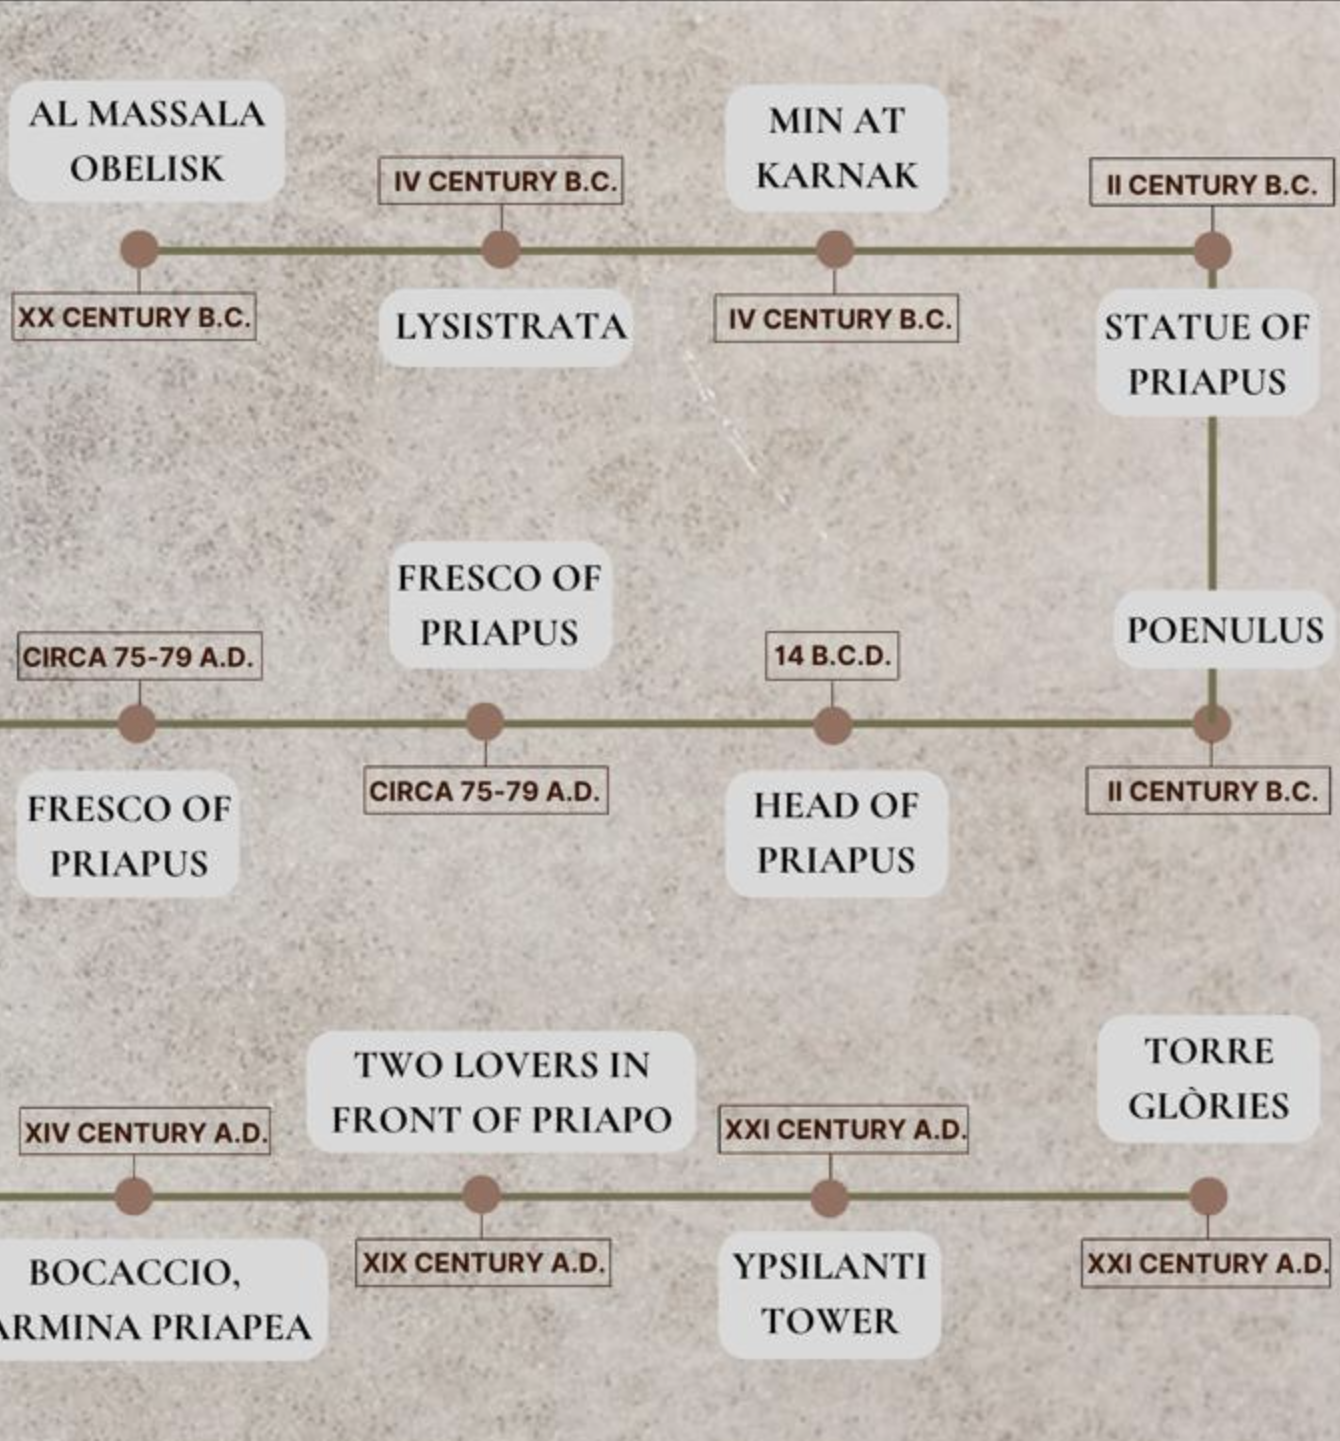 AL MASSALA
OBELISK
XX CENTURY B.C.
IV CENTURY B.C.
LYSISTRATA
MIN AT
KARNAK
IV CENTURY B.C.
II CENTURY B.C.
STATUE OF
PRIAPUS
POENULUS
II CENTURY B.C.
14 B.C.D.
HEAD OF
PRIAPUS
FRESCO OF
PRIAPUS
CIRCA 75-79 A.D.
CIRCA 75-79 A.D.
FRESCO OF
PRIAPUS
XIV CENTURY A.D.
BOCACCIO,
ARMINA PRIAPEA
TWO LOVERS IN
FRONT OF PRIAPO
XIX CENTURY A.D.
XXI CENTURY A.D.
YPSILANTI
TOWER
TORRE
GLÒRIES
XXI CENTURY A.D.